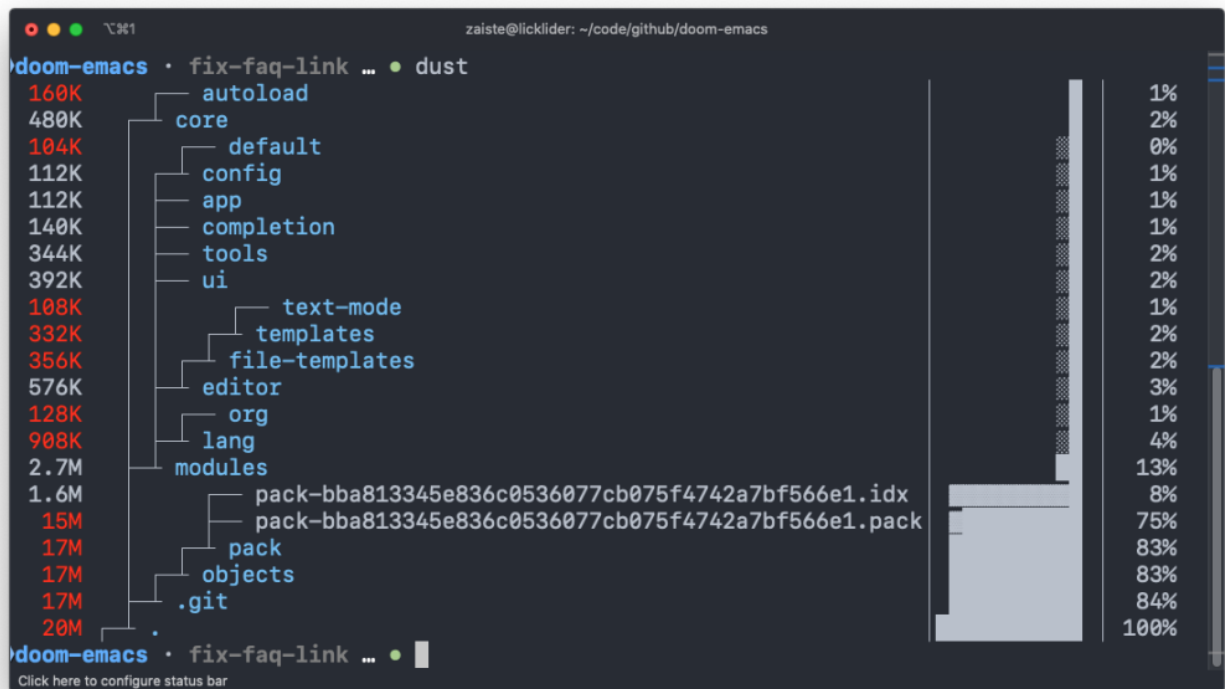 ⌥⌘1 zaiste@licklider: ~/code/github/doom-emacs
doom-emacs · fix-faq-link … ● dust
160K autoload 1%
480K core 2%
104K default 0%
112K config 1%
112K app 1%
140K completion 1%
344K tools 2%
392K ui 2%
108K text-mode 1%
332K templates 2%
356K file-templates 2%
576K editor 3%
128K org 1%
908K lang 4%
2.7M modules 13%
1.6M pack-bba813345e836c0536077cb075f4742a7bf566e1.idx 8%
15M pack-bba813345e836c0536077cb075f4742a7bf566e1.pack 75%
17M pack 83%
17M objects 83%
17M .git 84%
20M . 100%
doom-emacs · fix-faq-link … ●
Click here to configure status bar